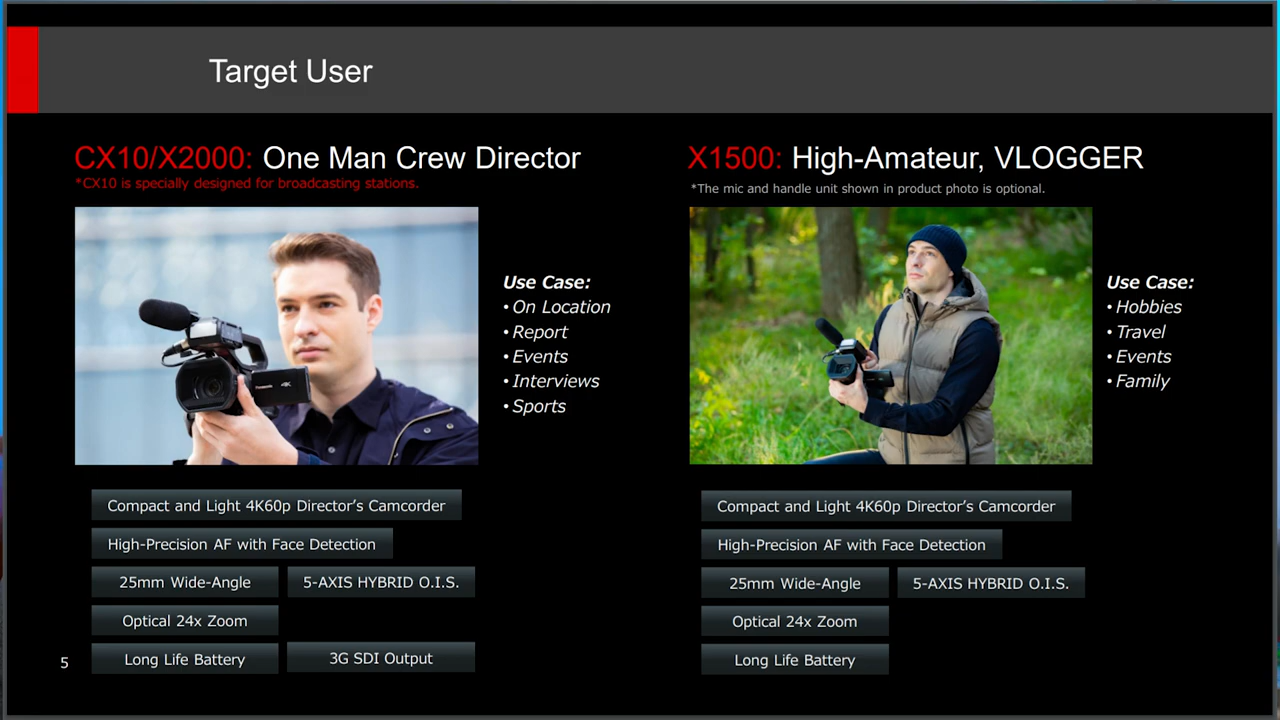 Target User
CX10/X2000: One Man Crew Director
*CX10 is specially designed for broadcasting stations.
Panasonic 4K
Use Case:
• On Location
• Report
• Events
• Interviews
• Sports
Compact and Light 4K60p Director’s Camcorder
High-Precision AF with Face Detection
25mm Wide-Angle
5-AXIS HYBRID O.I.S.
Optical 24x Zoom
Long Life Battery
3G SDI Output
X1500: High-Amateur, VLOGGER
*The mic and handle unit shown in product photo is optional.
Use Case:
• Hobbies
• Travel
• Events
• Family
Compact and Light 4K60p Director’s Camcorder
High-Precision AF with Face Detection
25mm Wide-Angle
5-AXIS HYBRID O.I.S.
Optical 24x Zoom
Long Life Battery
5